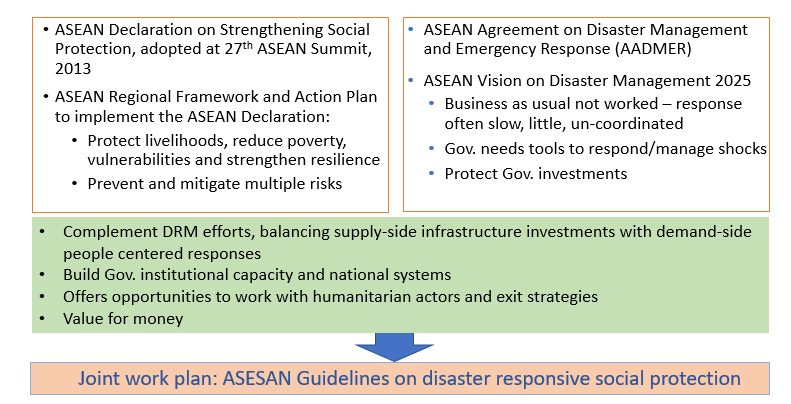 • ASEAN Declaration on Strengthening Social
Protection, adopted at 27th ASEAN Summit,
2013
• ASEAN Regional Framework and Action Plan
to implement the ASEAN Declaration:
• Protect livelihoods, reduce poverty,
vulnerabilities and strengthen resilience
• Prevent and mitigate multiple risks
• ASEAN Agreement on Disaster Management
and Emergency Response (AADMER)
• ASEAN Vision on Disaster Management 2025
• Business as usual not worked – response
often slow, little, un-coordinated
• Gov. needs tools to respond/manage shocks
• Protect Gov. investments
• Complement DRM efforts, balancing supply-side infrastructure investments with demand-side
people centered responses
• Build Gov. institutional capacity and national systems
• Offers opportunities to work with humanitarian actors and exit strategies
• Value for money
Joint work plan: ASESAN Guidelines on disaster responsive social protection